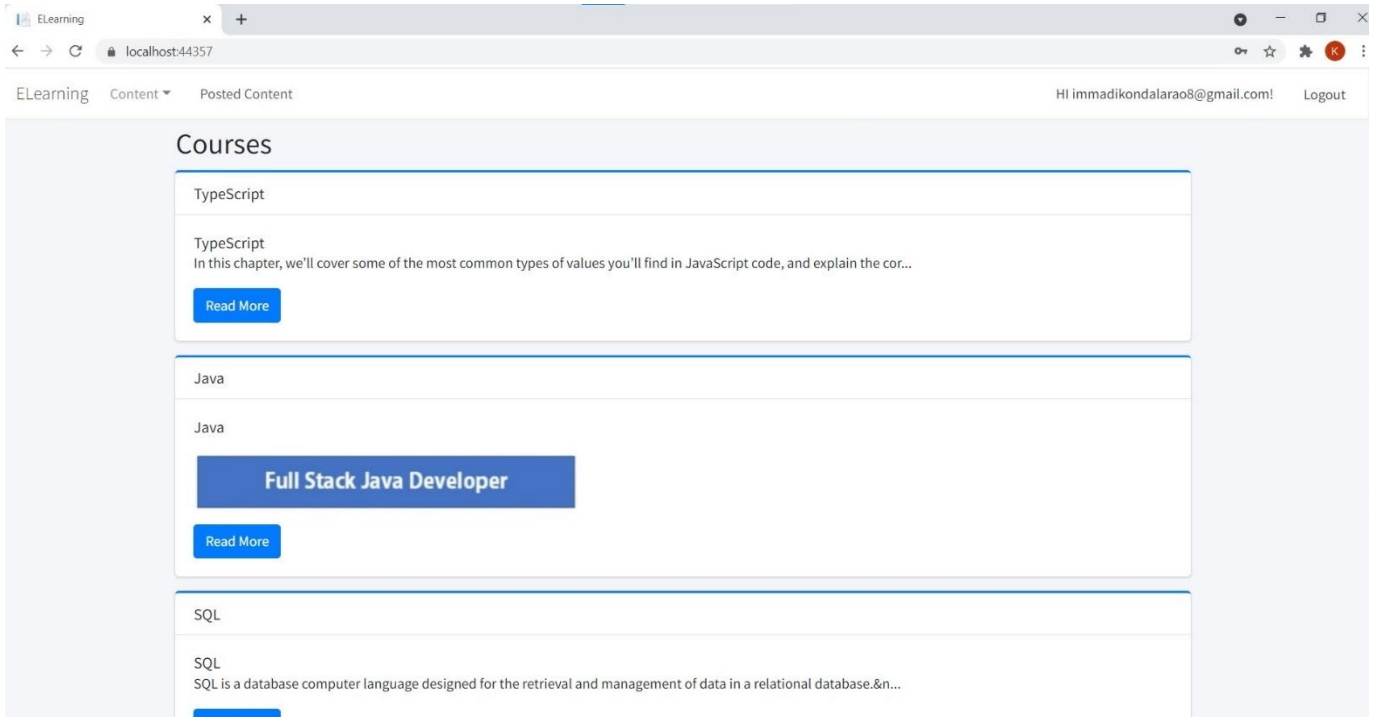 ELearning
localhost:44357
K
ELearning Content Posted Content HI immadikondalarao8@gmail.com! Logout
Courses
TypeScript
TypeScript
In this chapter, we’ll cover some of the most common types of values you’ll find in JavaScript code, and explain the cor...
Read More
Java
Java
Full Stack Java Developer
Read More
SQL
SQL
SQL is a database computer language designed for the retrieval and management of data in a relational database.&n...